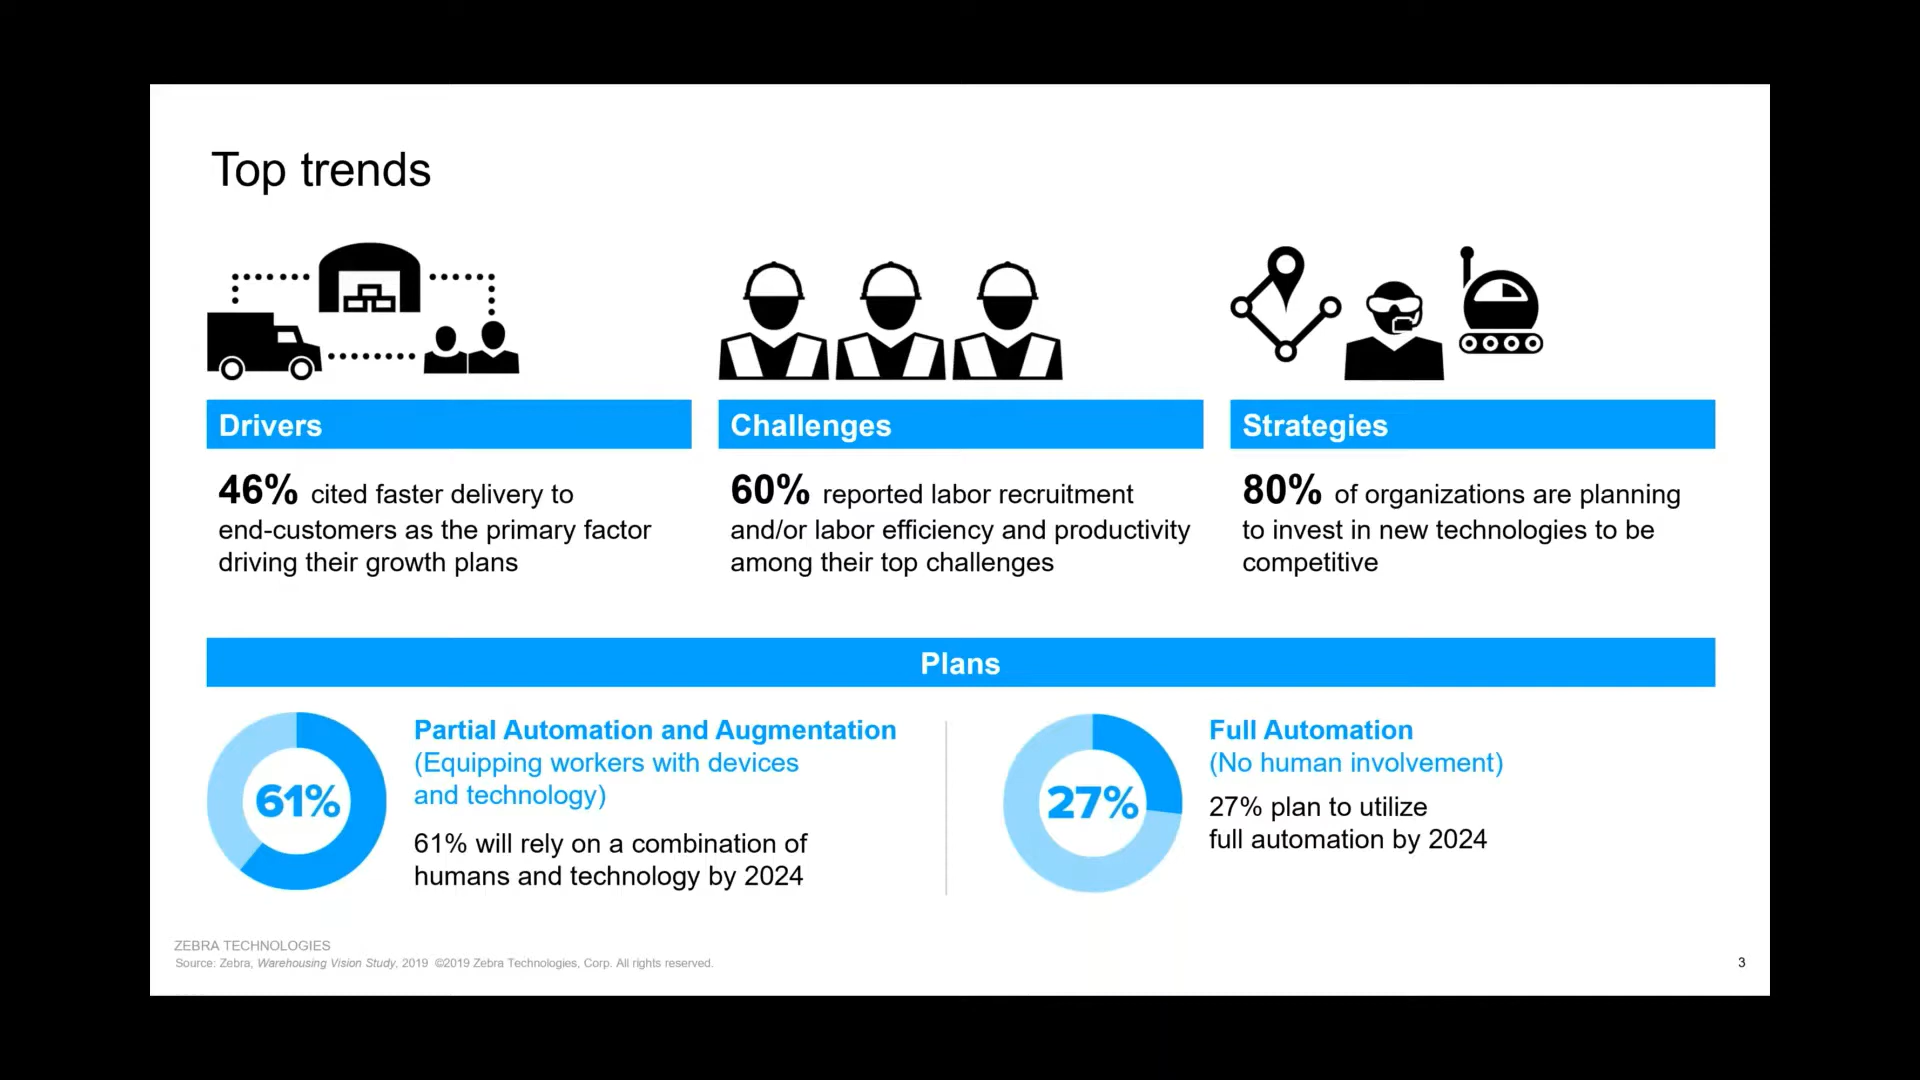 Top trends
Drivers
46% cited faster delivery to
end-customers as the primary factor
driving their growth plans
Challenges
60% reported labor recruitment
and/or labor efficiency and productivity
among their top challenges
Strategies
80% of organizations are planning
to invest in new technologies to be
competitive
Plans
61%
Partial Automation and Augmentation
(Equipping workers with devices
and technology)
61% will rely on a combination of
humans and technology by 2024
27%
Full Automation
(No human involvement)
27% plan to utilize
full automation by 2024
ZEBRA TECHNOLOGIES
Source: Zebra, Warehousing Vision Study, 2019 ©2019 Zebra Technologies, Corp. All rights reserved.
3